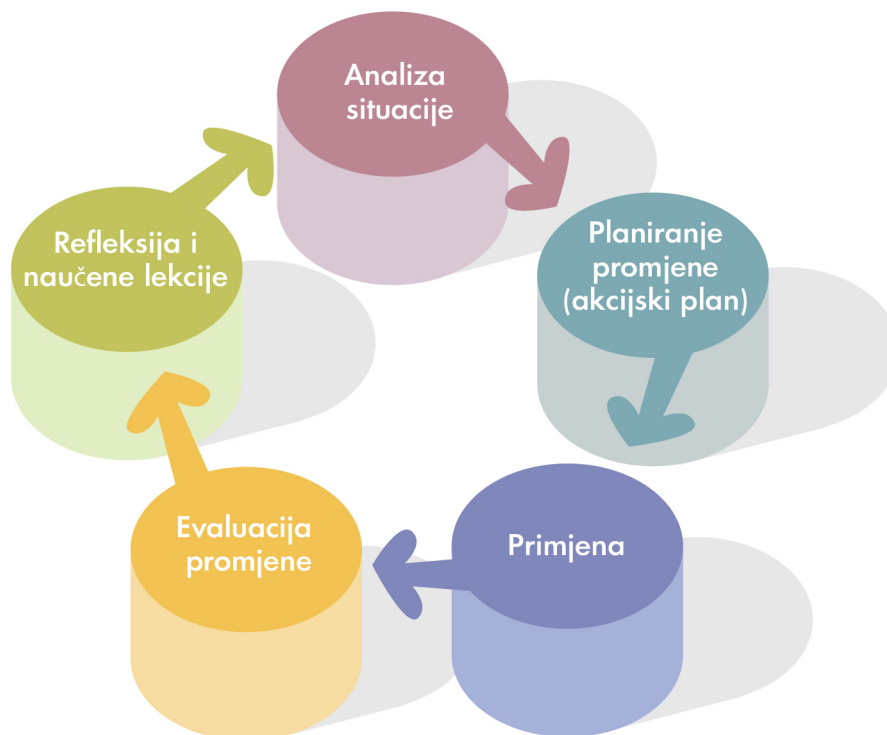 Analiza
situacije
Planiranje
promjene
(akcijski plan)
Primjena
Evaluacija
promjene
Refleksija i
naučene lekcije